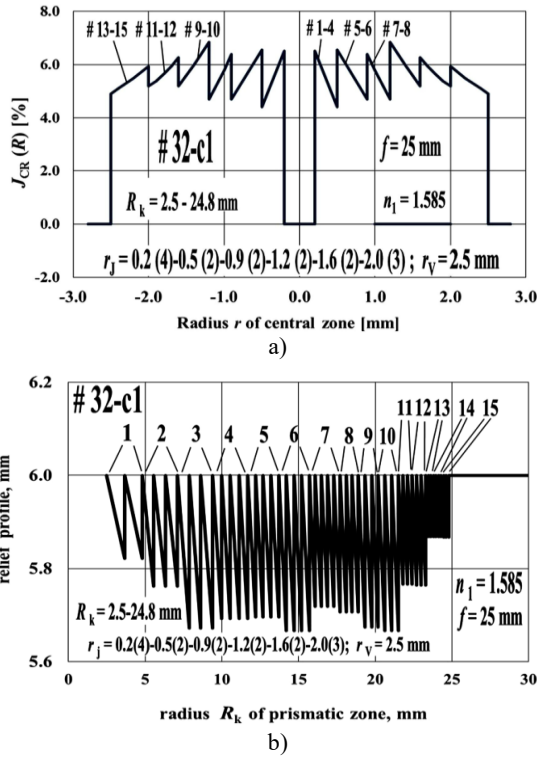 8.0
# 13-15 # 11-12 # 9-10 # 1-4 # 5-6 # 7-8
6.0
4.0
2.0
0.0
-2.0
J_CR (R) [%]
# 32-c1
f = 25 mm
R_k = 2.5 - 24.8 mm
n_1 = 1.585
r_J = 0.2 (4)-0.5 (2)-0.9 (2)-1.2 (2)-1.6 (2)-2.0 (3) ; r_V = 2.5 mm
-3.0 -2.0 -1.0 0.0 1.0 2.0 3.0
Radius r of central zone [mm]
a)
6.2
6.0
5.8
5.6
relief profile, mm
# 32-c1
1 2 3 4 5 6 7 8 9 10 11 12 13 14 15
n_1 = 1.585
R_k = 2.5-24.8 mm
f = 25 mm
r_j = 0.2(4)-0.5(2)-0.9(2)-1.2(2)-1.6(2)-2.0(3); r_V = 2.5 mm
0 5 10 15 20 25 30
radius R_k of prismatic zone, mm
b)